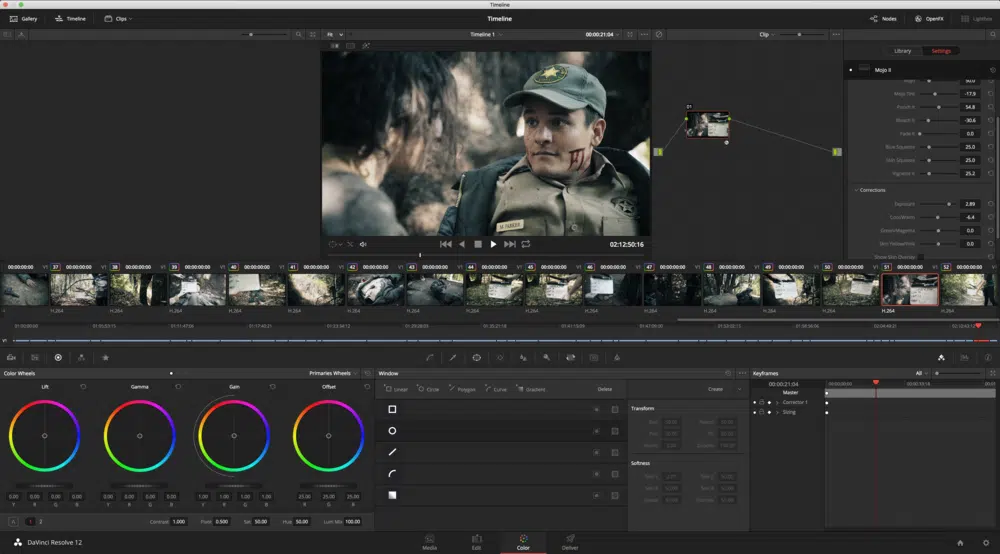 Timeline
Gallery Timeline Clips Timeline Nodes OpenFX Lightbox
Fit Timeline 1 00:00:21:04 Clip
Library Settings
Mojo II
01
Mojo Tint -17.9
Punch It 54.8
Bleach It -30.6
Fade It 0.0
Blue Squeeze 25.0
Skin Squeeze 25.0
Vignette It 25.2
Corrections
Exposure 2.89
Cool/Warm -6.4
Green/Magenta 0.0
Skin Yellow/Pink 0.0
Show Skin Overlay
02:12:50:16
00:00:00:00 V1 37 00:00:00:00 V1 38 00:00:00:00 V1 39 00:00:00:00 V1 40 00:00:00:00 V1 41 00:00:00:00 V1 42 00:00:00:00 V1 43 00:00:00:00 V1 44 00:00:00:00 V1 45 00:00:00:00 V1 46 00:00:00:00 V1 47 00:00:00:00 V1 48 00:00:00:00 V1 49 00:00:00:00 V1 50 00:00:00:00 V1 51 00:00:00:00 V1 52 00:00:00:00 V1
H.264 H.264 H.264 H.264 H.264 H.264 H.264 H.264 H.264 H.264 H.264 H.264 H.264 H.264 H.264 H.264
V1
Color Wheels Primaries Wheels Window Keyframes All
Lift Gamma Gain Offset
Linear Circle Polygon Curve Gradient Delete Create
00:00:21:04
Master
Corrector 1
Sizing
Transform
Softness
0.00 0.00 0.00 0.00 0.00 0.00 0.00 0.00 1.00 1.00 1.00 1.00 25.00 25.00 25.00
Y R G B Y R G B Y R G B R G B
A 1 2 Contrast 1.000 Pivot 0.500 Sat 50.00 Hue 50.00 Lum Mix 100.00
DaVinci Resolve 12 Media Edit Color Deliver